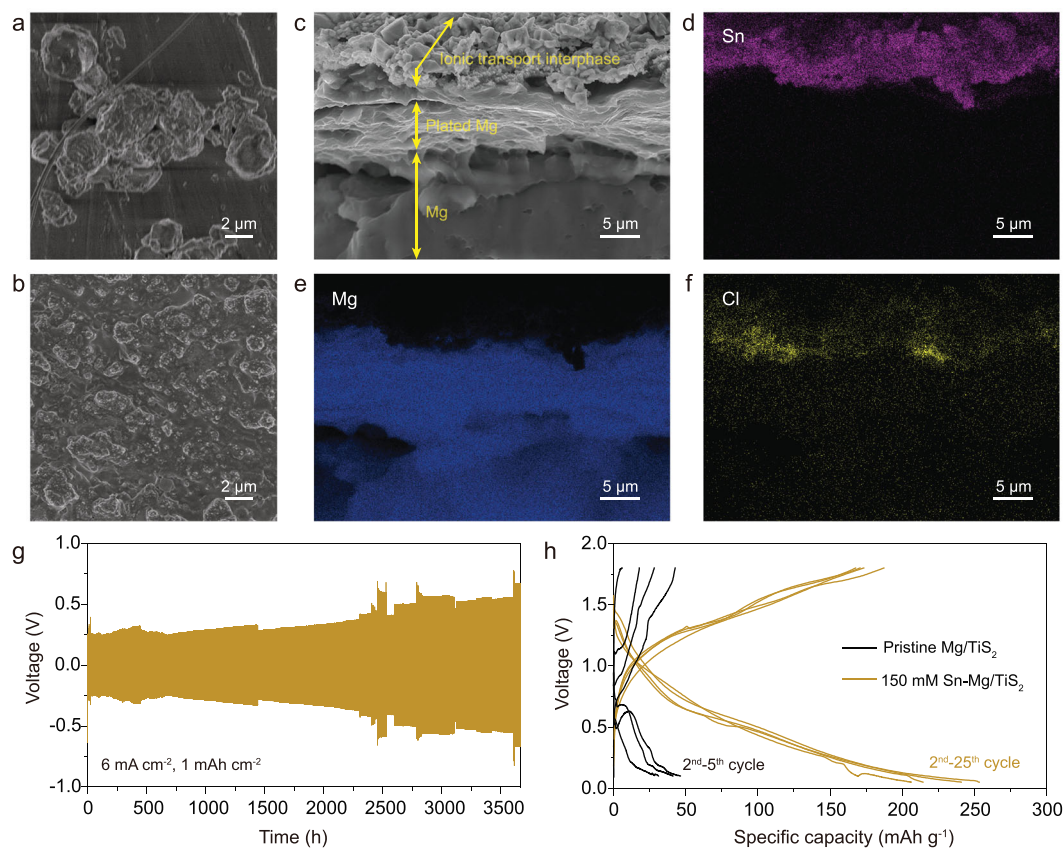 a
2 µm
c
Ionic transport interphase
Plated Mg
Mg
5 µm
d
Sn
5 µm
b
2 µm
e
Mg
5 µm
f
Cl
5 µm
g
1.0
0.5
0.0
-0.5
-1.0
Voltage (V)
6 mA cm⁻², 1 mAh cm⁻²
0 500 1000 1500 2000 2500 3000 3500
Time (h)
h
2.0
1.5
1.0
0.5
0.0
Voltage (V)
Pristine Mg/TiS₂
150 mM Sn-Mg/TiS₂
2ⁿᵈ-5ᵗʰ cycle
2ⁿᵈ-25ᵗʰ cycle
0 50 100 150 200 250 300
Specific capacity (mAh g⁻¹)